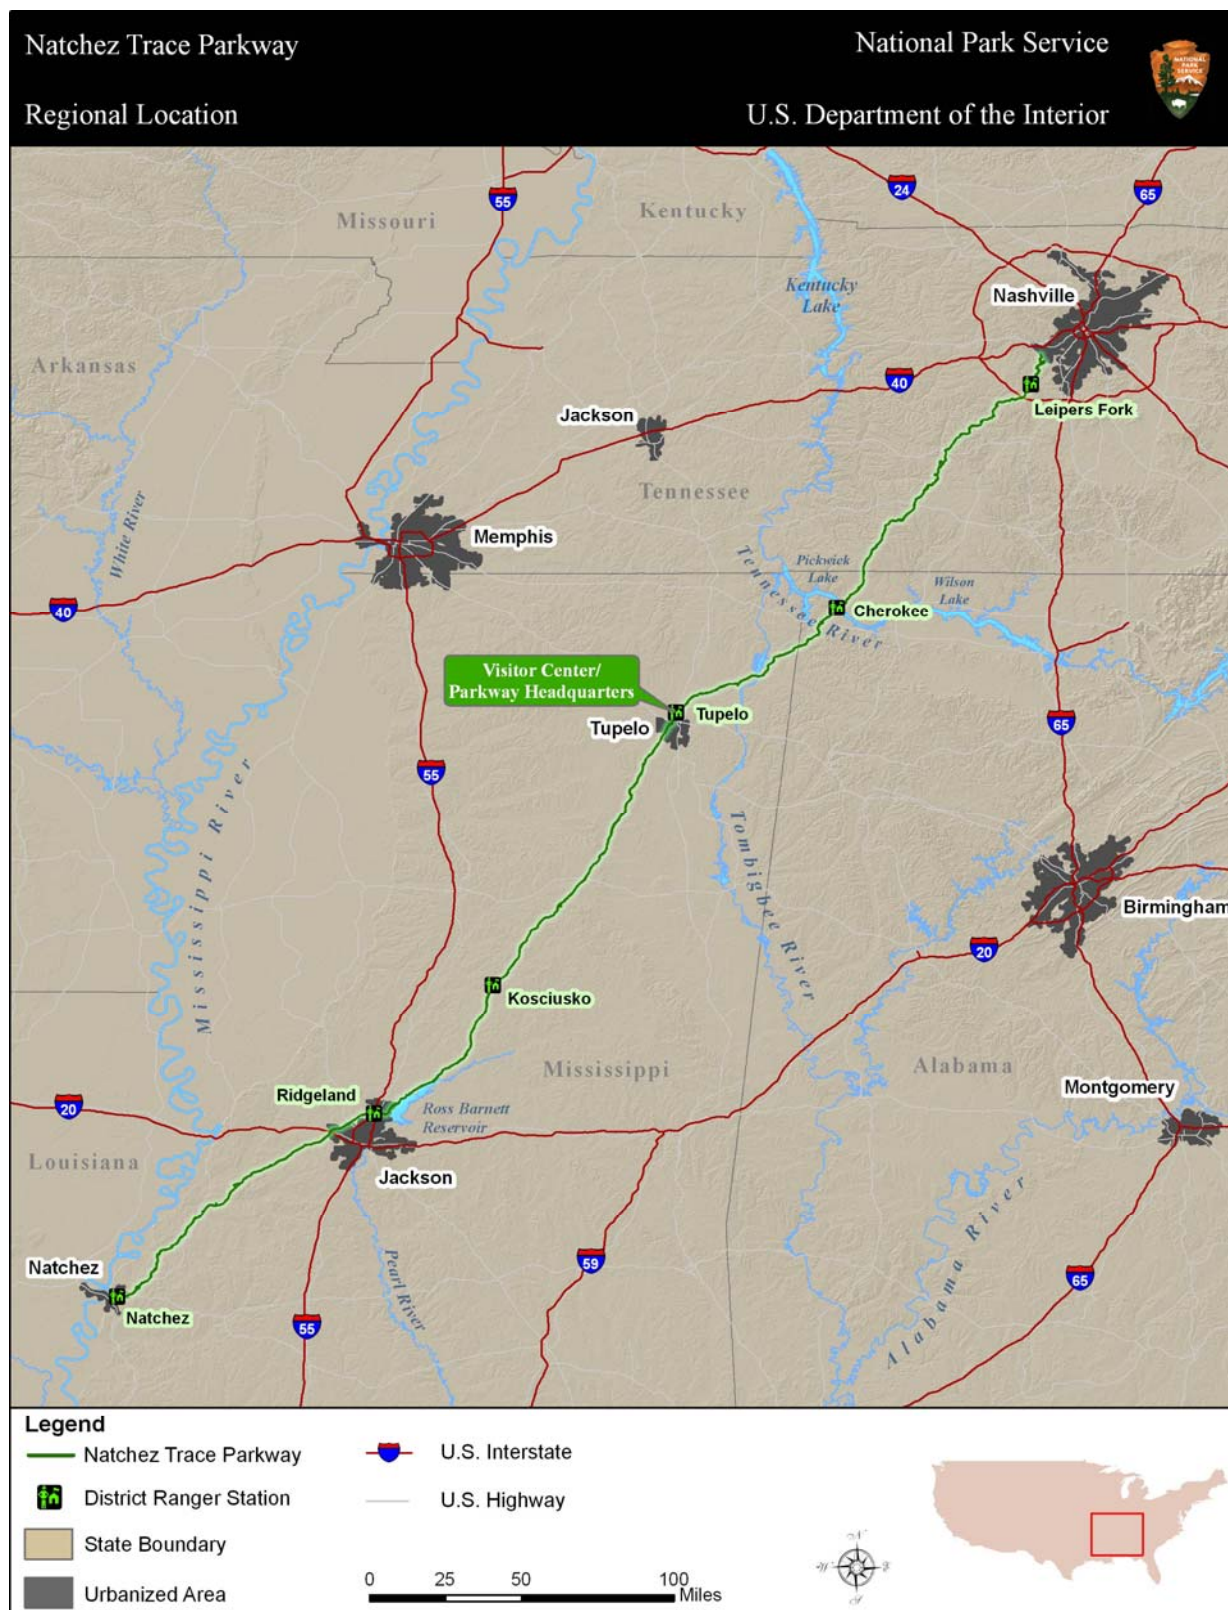 Natchez Trace Parkway
National Park Service
NATIONAL
PARK
SERVICE
Regional Location
U.S. Department of the Interior
24
65
55
Missouri
Kentucky
Kentucky
Lake
Nashville
Arkansas
40
Leipers Fork
Jackson
Tennessee
White River
Memphis
Tennessee River
Pickwick
Lake
Wilson
Lake
40
Cherokee
Visitor Center/
Parkway Headquarters
Tupelo
Tupelo
65
55
Mississippi River
Tombigbee River
Birmingham
20
Kosciusko
Mississippi
Alabama
Montgomery
Ridgeland
20
Ross Barnett
Reservoir
Louisiana
Jackson
Alabama River
Natchez
Pearl River
59
65
Natchez
55
Legend
Natchez Trace Parkway
U.S. Interstate
District Ranger Station
U.S. Highway
State Boundary
Urbanized Area
0 25 50 100
Miles
N
W
E
S